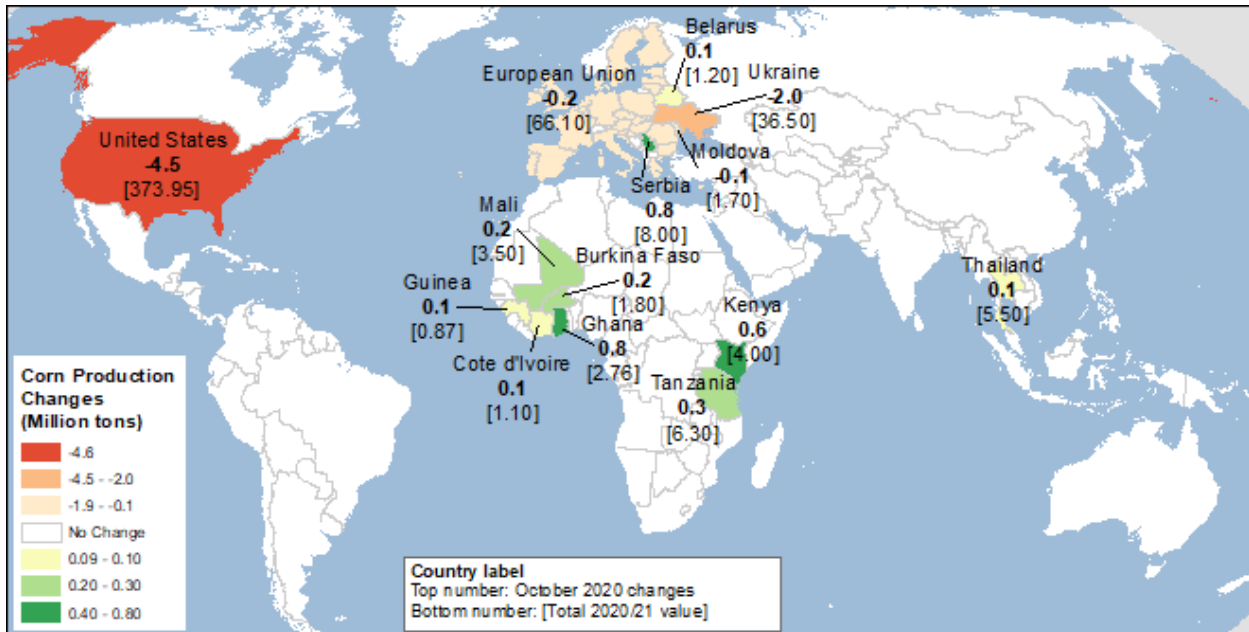 Belarus
0.1
[1.20]
European Union
-0.2
[66.10]
Ukraine
-2.0
[36.50]
United States
-4.5
[373.95]
Moldova
-0.1
[1.70]
Serbia
0.8
[8.00]
Mali
0.2
[3.50]
Burkina Faso
0.2
[1.80]
Guinea
0.1
[0.87]
Ghana
0.8
[2.76]
Cote d'Ivoire
0.1
[1.10]
Kenya
0.6
[4.00]
Tanzania
0.3
[6.30]
Thailand
0.1
[5.50]
Corn Production
Changes
(Million tons)
-4.6
-4.5 - -2.0
-1.9 - -0.1
No Change
0.09 - 0.10
0.20 - 0.30
0.40 - 0.80
Country label
Top number: October 2020 changes
Bottom number: [Total 2020/21 value]